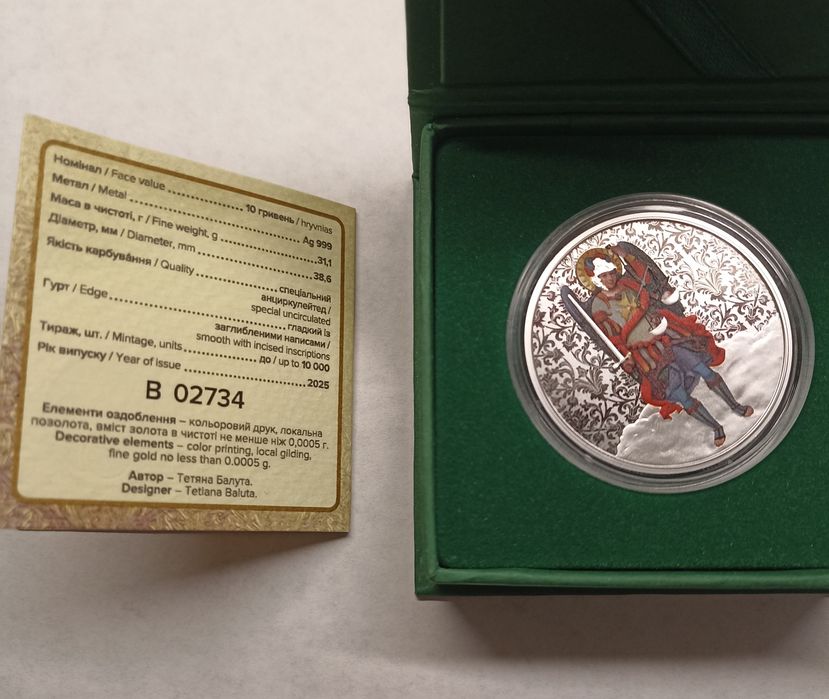 Номінал / Face value .................... 10 гривень / hryvnias
Метал / Metal .................... Ag 999
Маса в чистоті, г / Fine weight, g .................... 31,1
Діаметр, мм / Diameter, mm .................... 38,6
Якість карбування / Quality .................... спеціальний
анциркулейтед /
special uncirculated
Гурт / Edge .................... гладкий із
заглибленими написами /
smooth with incised inscriptions
Тираж, шт. / Mintage, units .................... до / up to 10 000
Рік випуску / Year of issue .................... 2025
В 02734
Елементи оздоблення – кольоровий друк, локальна
позолота, вміст золота в чистоті не менше ніж 0,0005 г.
Decorative elements – color printing, local gilding,
fine gold no less than 0.0005 g.
Автор – Тетяна Балута.
Designer – Tetiana Baluta.